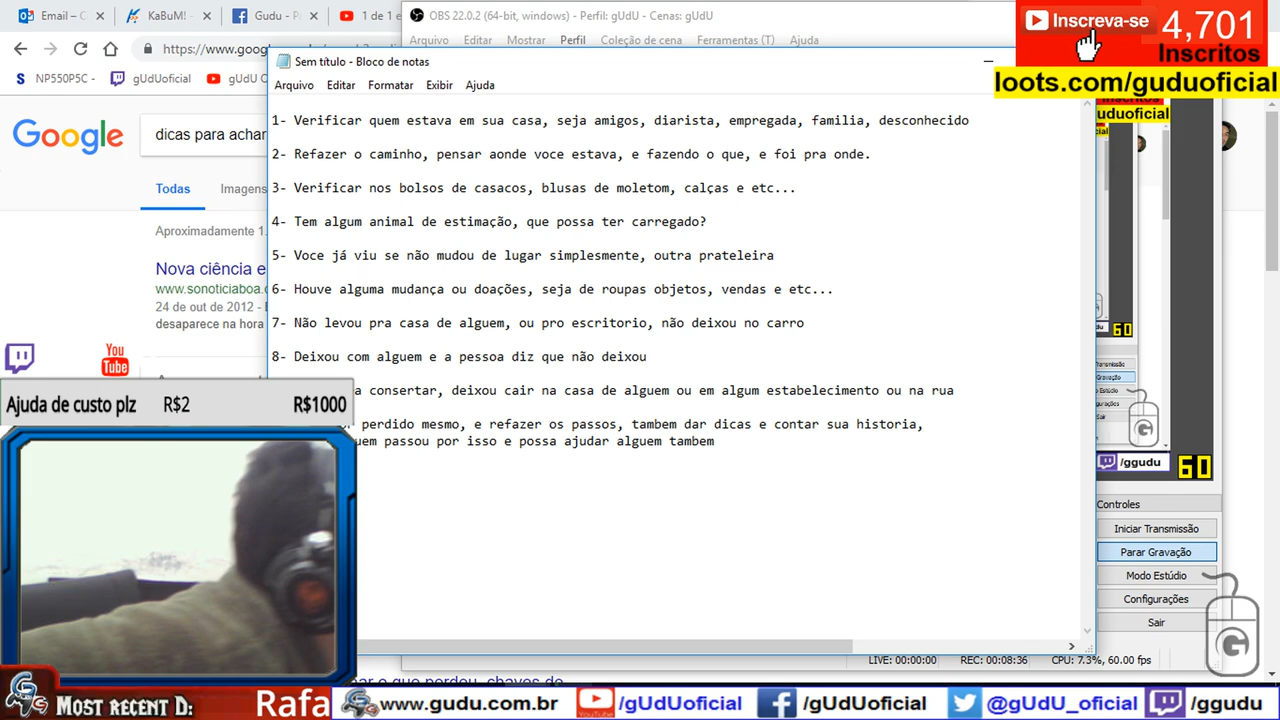 Email —
KaBuM! -
Gudu - P
1 de 1 e
OBS 22.0.2 (64-bit, windows) - Perfil: gUdU - Cenas: gUdU
Arquivo Editar Mostrar Perfil Coleção de cena Ferramentas (T) Ajuda
Inscreva-se 4,701
Inscritos
loots.com/guduoficial
https://www.goog
NP550P5C -
gUdUoficial
gUdU O
Sem título - Bloco de notas
Arquivo Editar Formatar Exibir Ajuda
Google
dicas para achar
Todas
Imagens
Aproximadamente 1.
Nova ciência e
www.sonoticiaboa.c
24 de out de 2012 -
desaparece na hora
1- Verificar quem estava em sua casa, seja amigos, diarista, empregada, familia, desconhecido
2- Refazer o caminho, pensar aonde voce estava, e fazendo o que, e foi pra onde.
3- Verificar nos bolsos de casacos, blusas de moletom, calças e etc...
4- Tem algum animal de estimação, que possa ter carregado?
5- Voce já viu se não mudou de lugar simplesmente, outra prateleira
6- Houve alguma mudança ou doações, seja de roupas objetos, vendas e etc...
7- Não levou pra casa de alguem, ou pro escritorio, não deixou no carro
8- Deixou com alguem e a pessoa diz que não deixou
a consertar, deixou cair na casa de alguem ou em algum estabelecimento ou na rua
perdido mesmo, e refazer os passos, tambem dar dicas e contar sua historia,
uem passou por isso e possa ajudar alguem tambem
You
Tube
Ajuda de custo plz R$2 R$1000
uduoficial
60
/ggudu 60
Controles
Iniciar Transmissão
Parar Gravação
Modo Estúdio
Configurações
Sair
LIVE: 00:00:00 REC: 00:08:36 CPU: 7.3%, 60.00 fps
Most recent D: Rafa
www.gudu.com.br
/gUdUoficial
/gUdUoficial
@gUdU_oficial
/ggudu